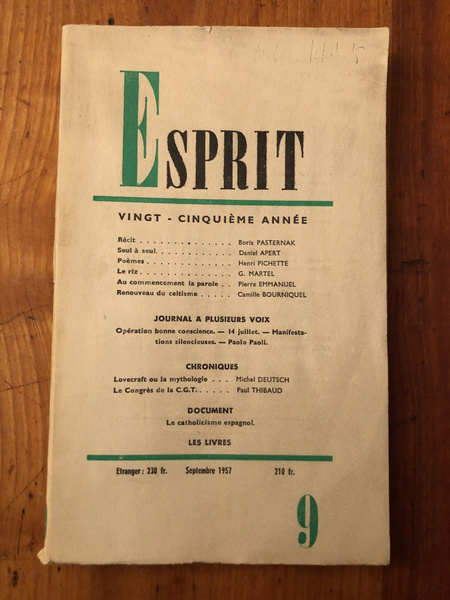 ESPRIT
VINGT - CINQUIÈME ANNÉE
Récit . . . . . . . . . . . . . . Boris PASTERNAK
Seul à seul. . . . . . . . . . . . Daniel APERT
Poèmes . . . . . . . . . . . . . Henri PICHETTE
Le riz . . . . . . . . . . . . . . G. MARTEL
Au commencement la parole . . Pierre EMMANUEL
Renouveau du celtisme . . . . . Camille BOURNIQUEL
JOURNAL A PLUSIEURS VOIX
Opération bonne conscience. — 14 juillet. — Manifesta-
tions silencieuses. — Paolo Paoli.
CHRONIQUES
Lovecraft ou la mythologie . . . Michel DEUTSCH
Le Congrès de la C.G.T. . . . . . Paul THIBAUD
DOCUMENT
Le catholicisme espagnol.
LES LIVRES
Etranger : 230 fr. Septembre 1957 210 fr.
9